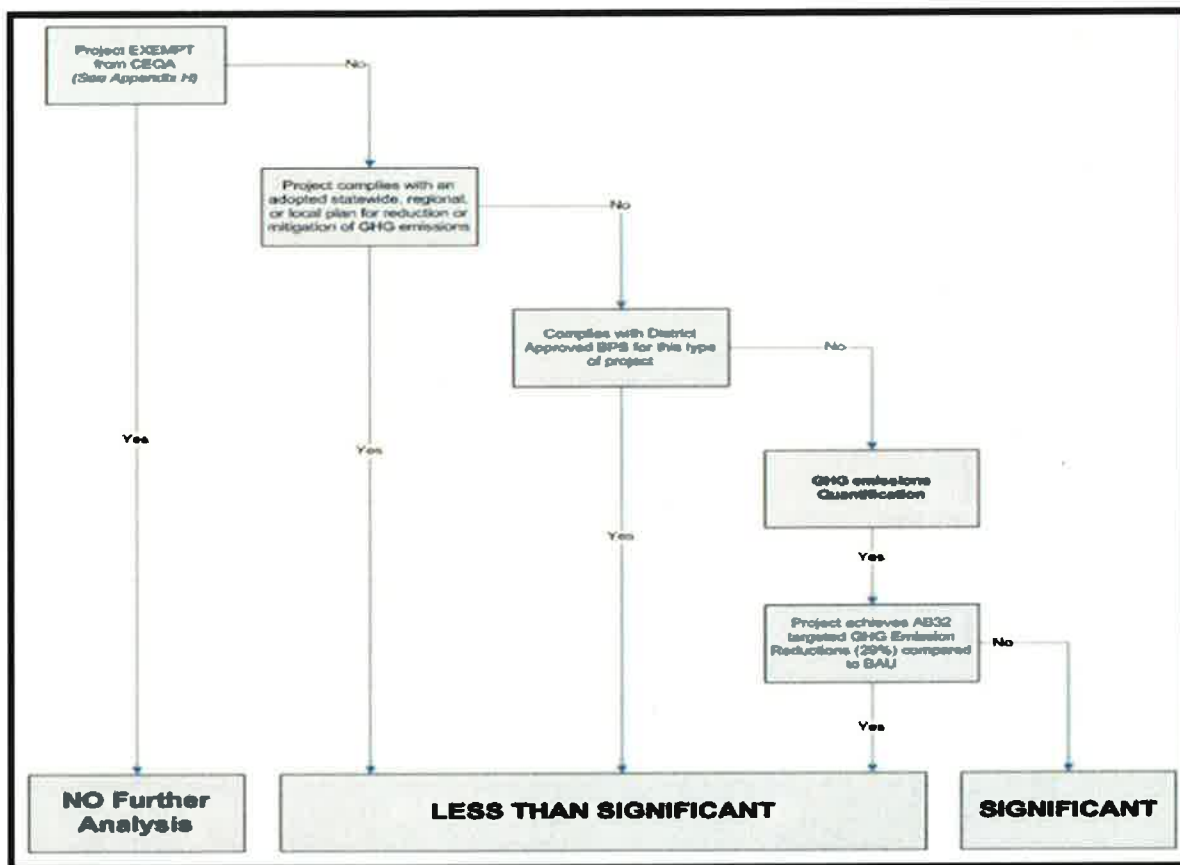 Project EXEMPT
from CEQA
(See Appendix H)
No
Project complies with an
adopted statewide, regional,
or local plan for reduction or
mitigation of GHG emissions
No
Complies with District
Approved BPS for this type
of project
No
Yes
Yes
GHG emissions
Quantification
Yes
Yes
Project achieves AB32
targeted GHG Emission
Reductions (29%) compared
to BAU
No
Yes
NO Further
Analysis
LESS THAN SIGNIFICANT
SIGNIFICANT